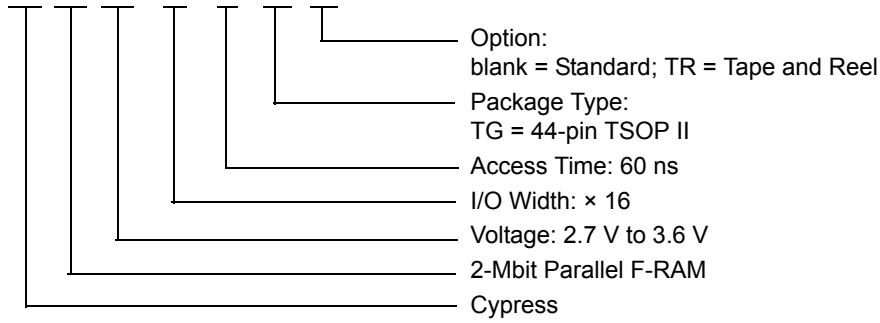 Option:
blank = Standard; TR = Tape and Reel
Package Type:
TG = 44-pin TSOP II
Access Time: 60 ns
I/O Width: × 16
Voltage: 2.7 V to 3.6 V
2-Mbit Parallel F-RAM
Cypress